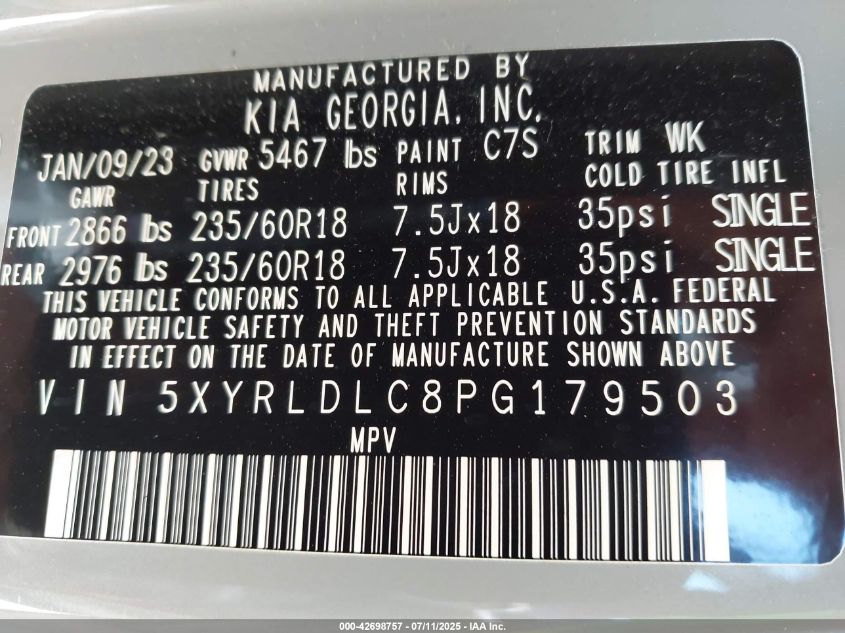 MANUFACTURED BY
KIA GEORGIA, INC.
JAN/09/23 GVWR 5467 lbs PAINT C7S TRIM WK
GAWR TIRES RIMS COLD TIRE INFL
FRONT 2866 lbs 235/60R18 7.5Jx18 35psi SINGLE
REAR 2976 lbs 235/60R18 7.5Jx18 35psi SINGLE
THIS VEHICLE CONFORMS TO ALL APPLICABLE U.S.A. FEDERAL
MOTOR VEHICLE SAFETY AND THEFT PREVENTION STANDARDS
IN EFFECT ON THE DATE OF MANUFACTURE SHOWN ABOVE
VIN 5XYRLDLC8PG179503
MPV
000-42698757 - 07/11/2025 - IAA Inc.